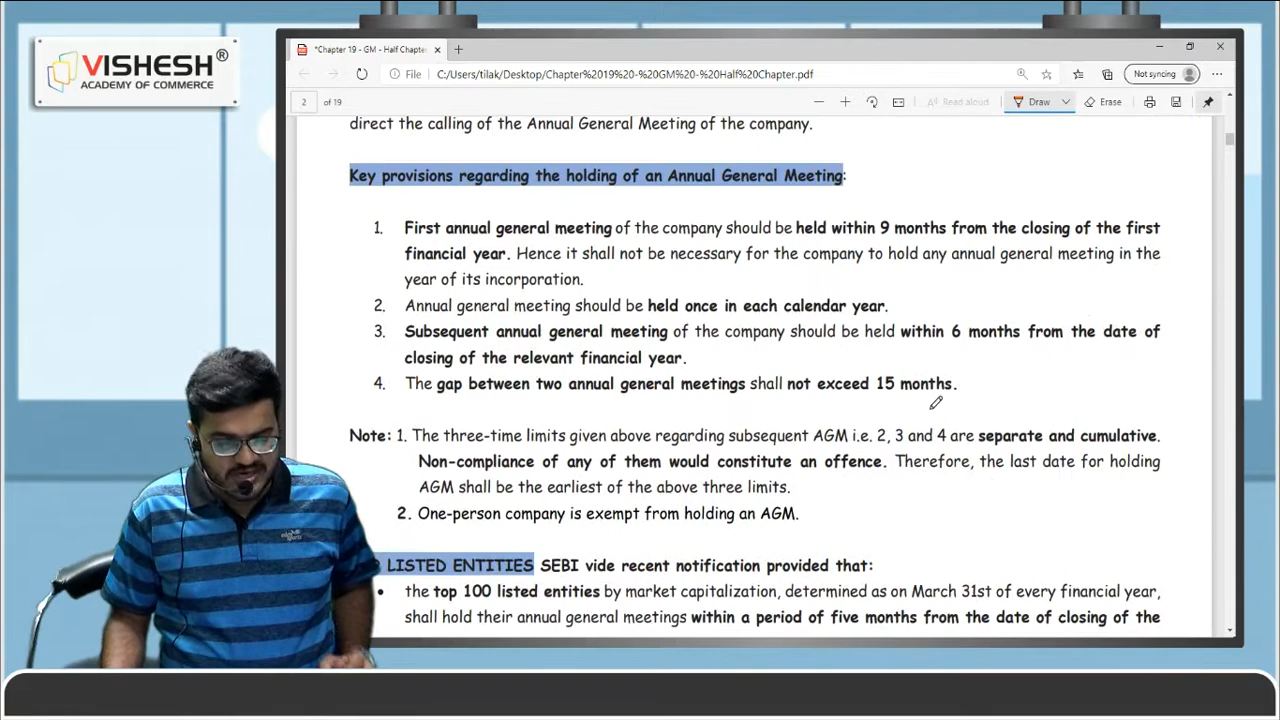 VISHESH®
ACADEMY OF COMMERCE
*Chapter 19 - GM - Half Chapte
File C:/Users/tilak/Desktop/Chapter%2019%20-%20GM%20-%20Half%20Chapter.pdf
Not syncing
2 of 19
Read aloud
Draw
Erase
direct the calling of the Annual General Meeting of the company.
Key provisions regarding the holding of an Annual General Meeting:
1. First annual general meeting of the company should be held within 9 months from the closing of the first
financial year. Hence it shall not be necessary for the company to hold any annual general meeting in the
year of its incorporation.
2. Annual general meeting should be held once in each calendar year.
3. Subsequent annual general meeting of the company should be held within 6 months from the date of
closing of the relevant financial year.
4. The gap between two annual general meetings shall not exceed 15 months.
Note: 1. The three-time limits given above regarding subsequent AGM i.e. 2, 3 and 4 are separate and cumulative.
Non-compliance of any of them would constitute an offence. Therefore, the last date for holding
AGM shall be the earliest of the above three limits.
2. One-person company is exempt from holding an AGM.
LISTED ENTITIES SEBI vide recent notification provided that:
• the top 100 listed entities by market capitalization, determined as on March 31st of every financial year,
shall hold their annual general meetings within a period of five months from the date of closing of the